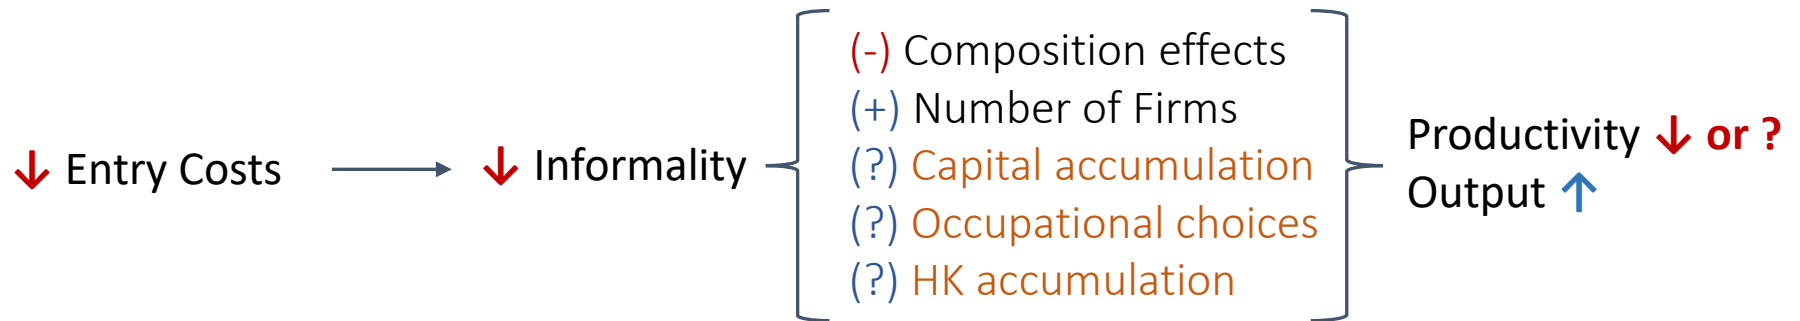 ↓ Entry Costs
↓ Informality
(-) Composition effects
(+) Number of Firms
(?) Capital accumulation
(?) Occupational choices
(?) HK accumulation
Productivity ↓ or ?
Output ↑